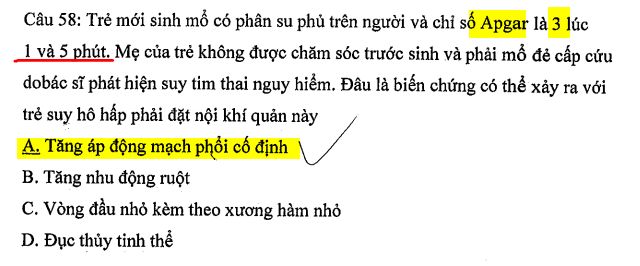 Câu 58: Trẻ mới sinh mổ có phân su phủ trên người và chỉ số Apgar là 3 lúc
1 và 5 phút. Mẹ của trẻ không được chăm sóc trước sinh và phải mổ đẻ cấp cứu
dobác sĩ phát hiện suy tim thai nguy hiểm. Đâu là biến chứng có thể xảy ra với
trẻ suy hô hấp phải đặt nội khí quản này
A. Tăng áp động mạch phổi cố định
B. Tăng nhu động ruột
C. Vòng đầu nhỏ kèm theo xương hàm nhỏ
D. Đục thủy tinh thể